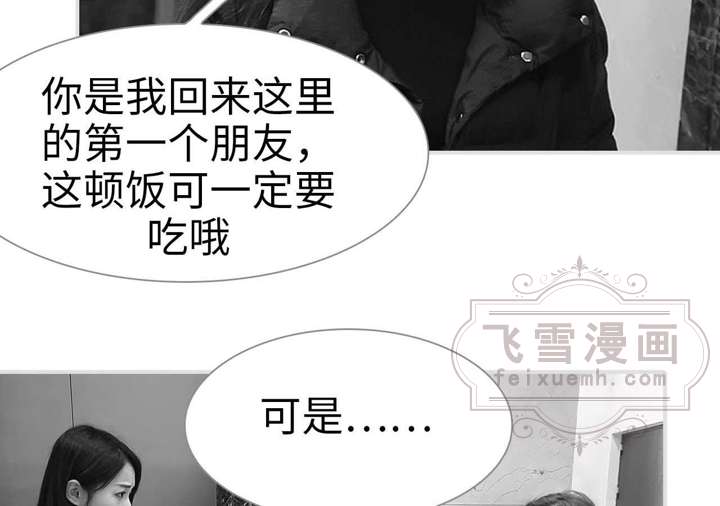 你是我回来这里
的第一个朋友，
这顿饭可一定要
吃哦
飞雪漫画
feixuemh.com
可是……